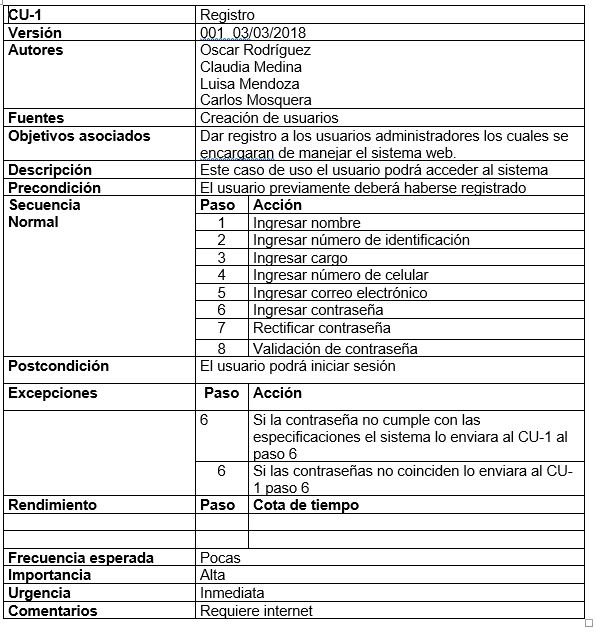 CU-1 Registro
Versión 001 03/03/2018
Autores Oscar Rodríguez
Claudia Medina
Luisa Mendoza
Carlos Mosquera
Fuentes Creación de usuarios
Objetivos asociados Dar registro a los usuarios administradores los cuales se
encargaran de manejar el sistema web.
Descripción Este caso de uso el usuario podrá acceder al sistema
Precondición El usuario previamente deberá haberse registrado
Secuencia Paso Acción
Normal 1 Ingresar nombre
2 Ingresar número de identificación
3 Ingresar cargo
4 Ingresar número de celular
5 Ingresar correo electrónico
6 Ingresar contraseña
7 Rectificar contraseña
8 Validación de contraseña
Postcondición El usuario podrá iniciar sesión
Excepciones Paso Acción
6 Si la contraseña no cumple con las
especificaciones el sistema lo enviara al CU-1 al
paso 6
6 Si las contraseñas no coinciden lo enviara al CU-
1 paso 6
Rendimiento Paso Cota de tiempo
Frecuencia esperada Pocas
Importancia Alta
Urgencia Inmediata
Comentarios Requiere internet